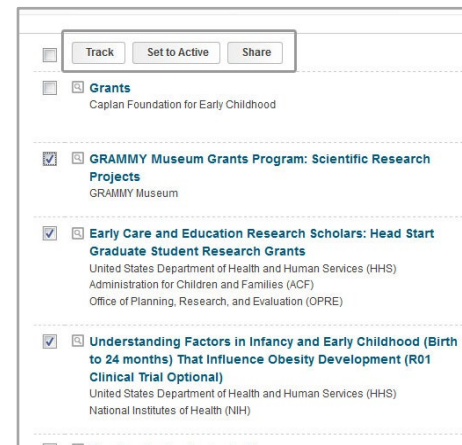 Track Set to Active Share
Grants
Caplan Foundation for Early Childhood
GRAMMY Museum Grants Program: Scientific Research
Projects
GRAMMY Museum
Early Care and Education Research Scholars: Head Start
Graduate Student Research Grants
United States Department of Health and Human Services (HHS)
Administration for Children and Families (ACF)
Office of Planning, Research, and Evaluation (OPRE)
Understanding Factors in Infancy and Early Childhood (Birth
to 24 months) That Influence Obesity Development (R01
Clinical Trial Optional)
United States Department of Health and Human Services (HHS)
National Institutes of Health (NIH)